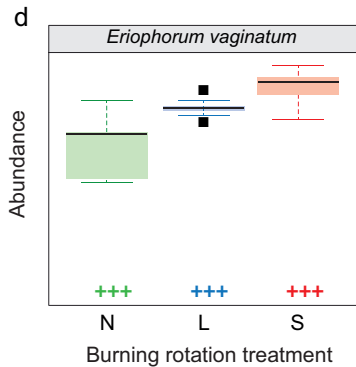 d
Eriophorum vaginatum
Abundance
+++ +++ +++
N L S
Burning rotation treatment